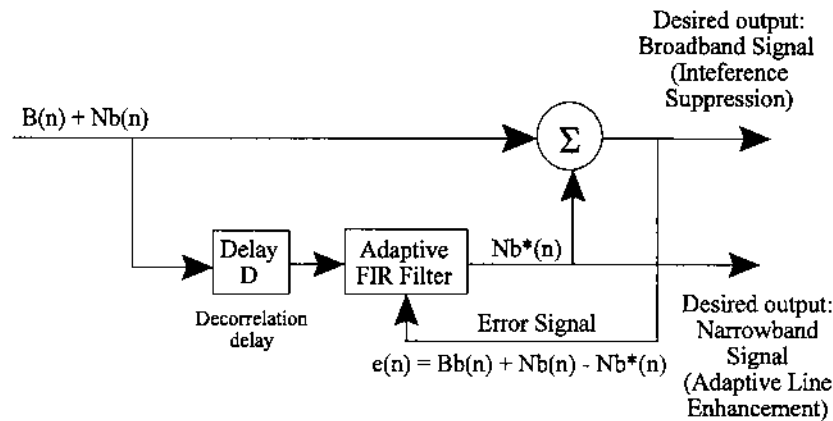 Desired output:
Broadband Signal
(Inteference
Suppression)
B(n) + Nb(n)
Σ
Delay
D
Adaptive
FIR Filter
Nb*(n)
Decorrelation
delay
Error Signal
e(n) = Bb(n) + Nb(n) - Nb*(n)
Desired output:
Narrowband
Signal
(Adaptive Line
Enhancement)